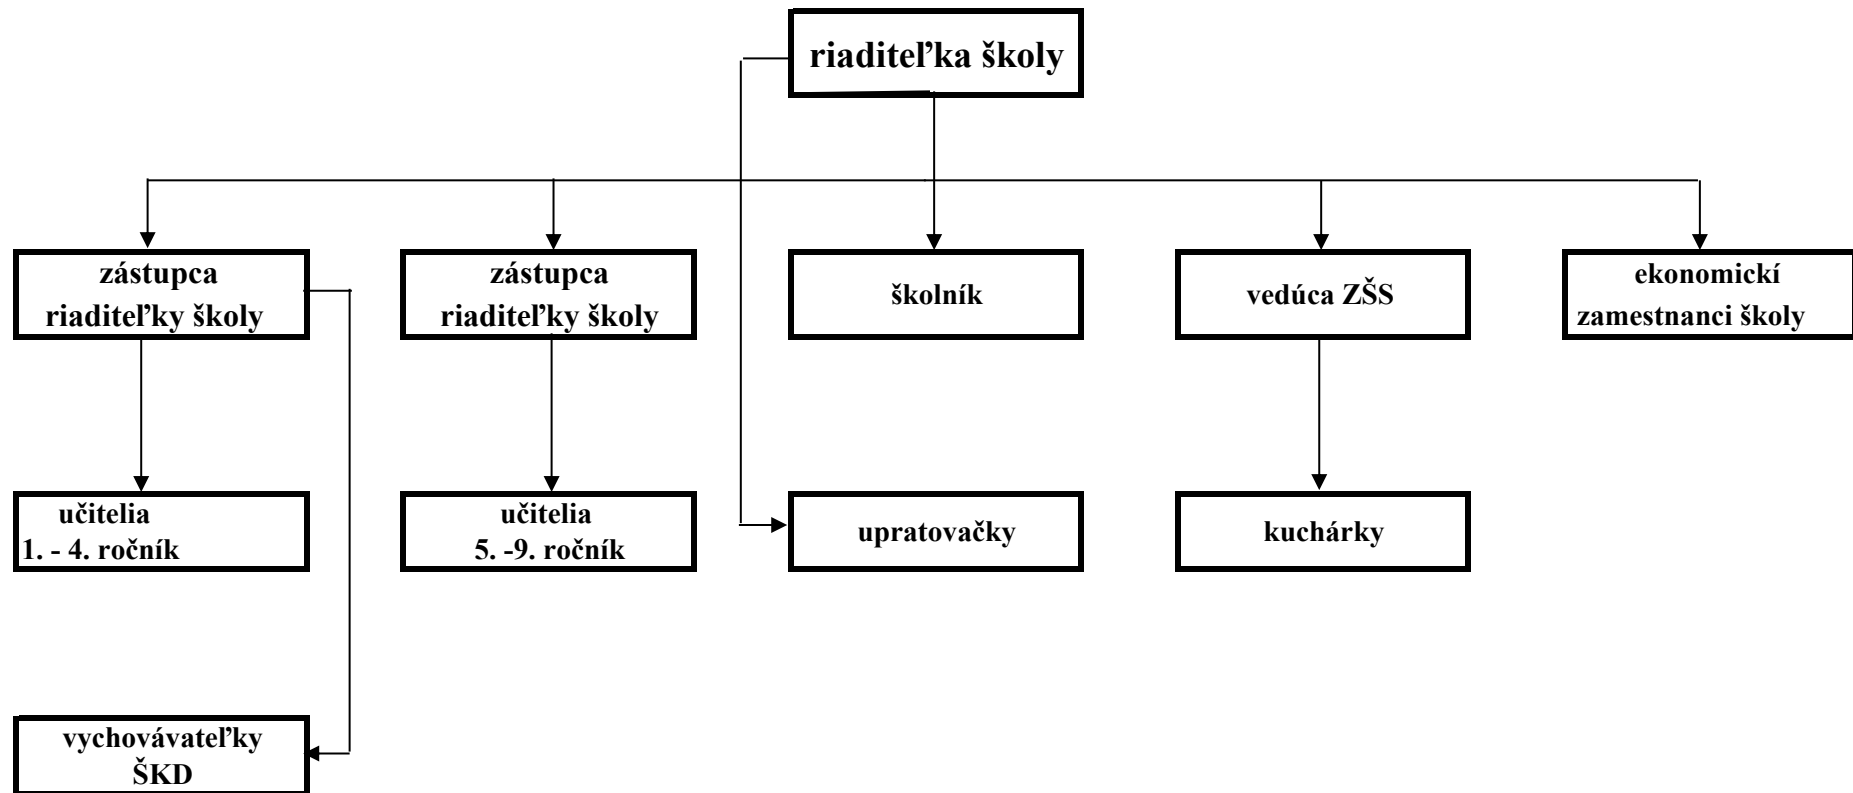 riaditeľka školy
zástupca
riaditeľky školy
zástupca
riaditeľky školy
školník
vedúca ZŠS
ekonomickí
zamestnanci školy
učitelia
1. - 4. ročník
učitelia
5. -9. ročník
upratovačky
kuchárky
vychovávateľky
ŠKD